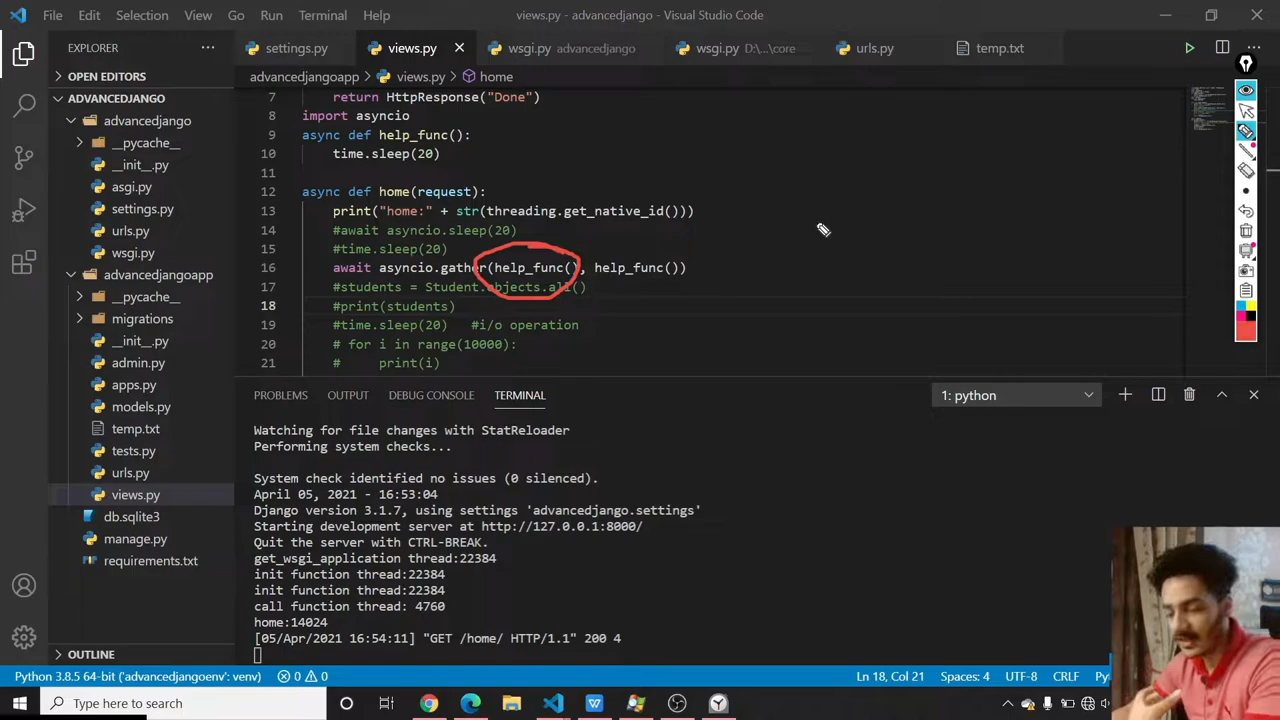 File Edit Selection View Go Run Terminal Help
views.py - advancedjango - Visual Studio Code
EXPLORER
settings.py
views.py
wsgi.py advancedjango
wsgi.py D:\...\core
urls.py
temp.txt
OPEN EDITORS
ADVANCEDJANGO
advancedjango
__pycache__
__init__.py
asgi.py
settings.py
urls.py
wsgi.py
advancedjangoapp
__pycache__
migrations
__init__.py
admin.py
apps.py
models.py
temp.txt
tests.py
urls.py
views.py
db.sqlite3
manage.py
requirements.txt
OUTLINE
advancedjangoapp > views.py > home
7 return HttpResponse("Done")
8 import asyncio
9 async def help_func():
10 time.sleep(20)
11
12 async def home(request):
13 print("home:" + str(threading.get_native_id()))
14 #await asyncio.sleep(20)
15 #time.sleep(20)
16 await asyncio.gather(help_func(), help_func())
17 #students = Student.objects.all()
18 #print(students)
19 #time.sleep(20) #i/o operation
20 # for i in range(10000):
21 # print(i)
PROBLEMS OUTPUT DEBUG CONSOLE TERMINAL
1: python
Watching for file changes with StatReloader
Performing system checks...
System check identified no issues (0 silenced).
April 05, 2021 - 16:53:04
Django version 3.1.7, using settings 'advancedjango.settings'
Starting development server at http://127.0.0.1:8000/
Quit the server with CTRL-BREAK.
get_wsgi_application thread:22384
init function thread:22384
init function thread:22384
call function thread: 4760
home:14024
[05/Apr/2021 16:54:11] "GET /home/ HTTP/1.1" 200 4
Python 3.8.5 64-bit ('advancedjangoenv': venv) 0 0
Ln 18, Col 21 Spaces: 4 UTF-8 CRLF
Type here to search